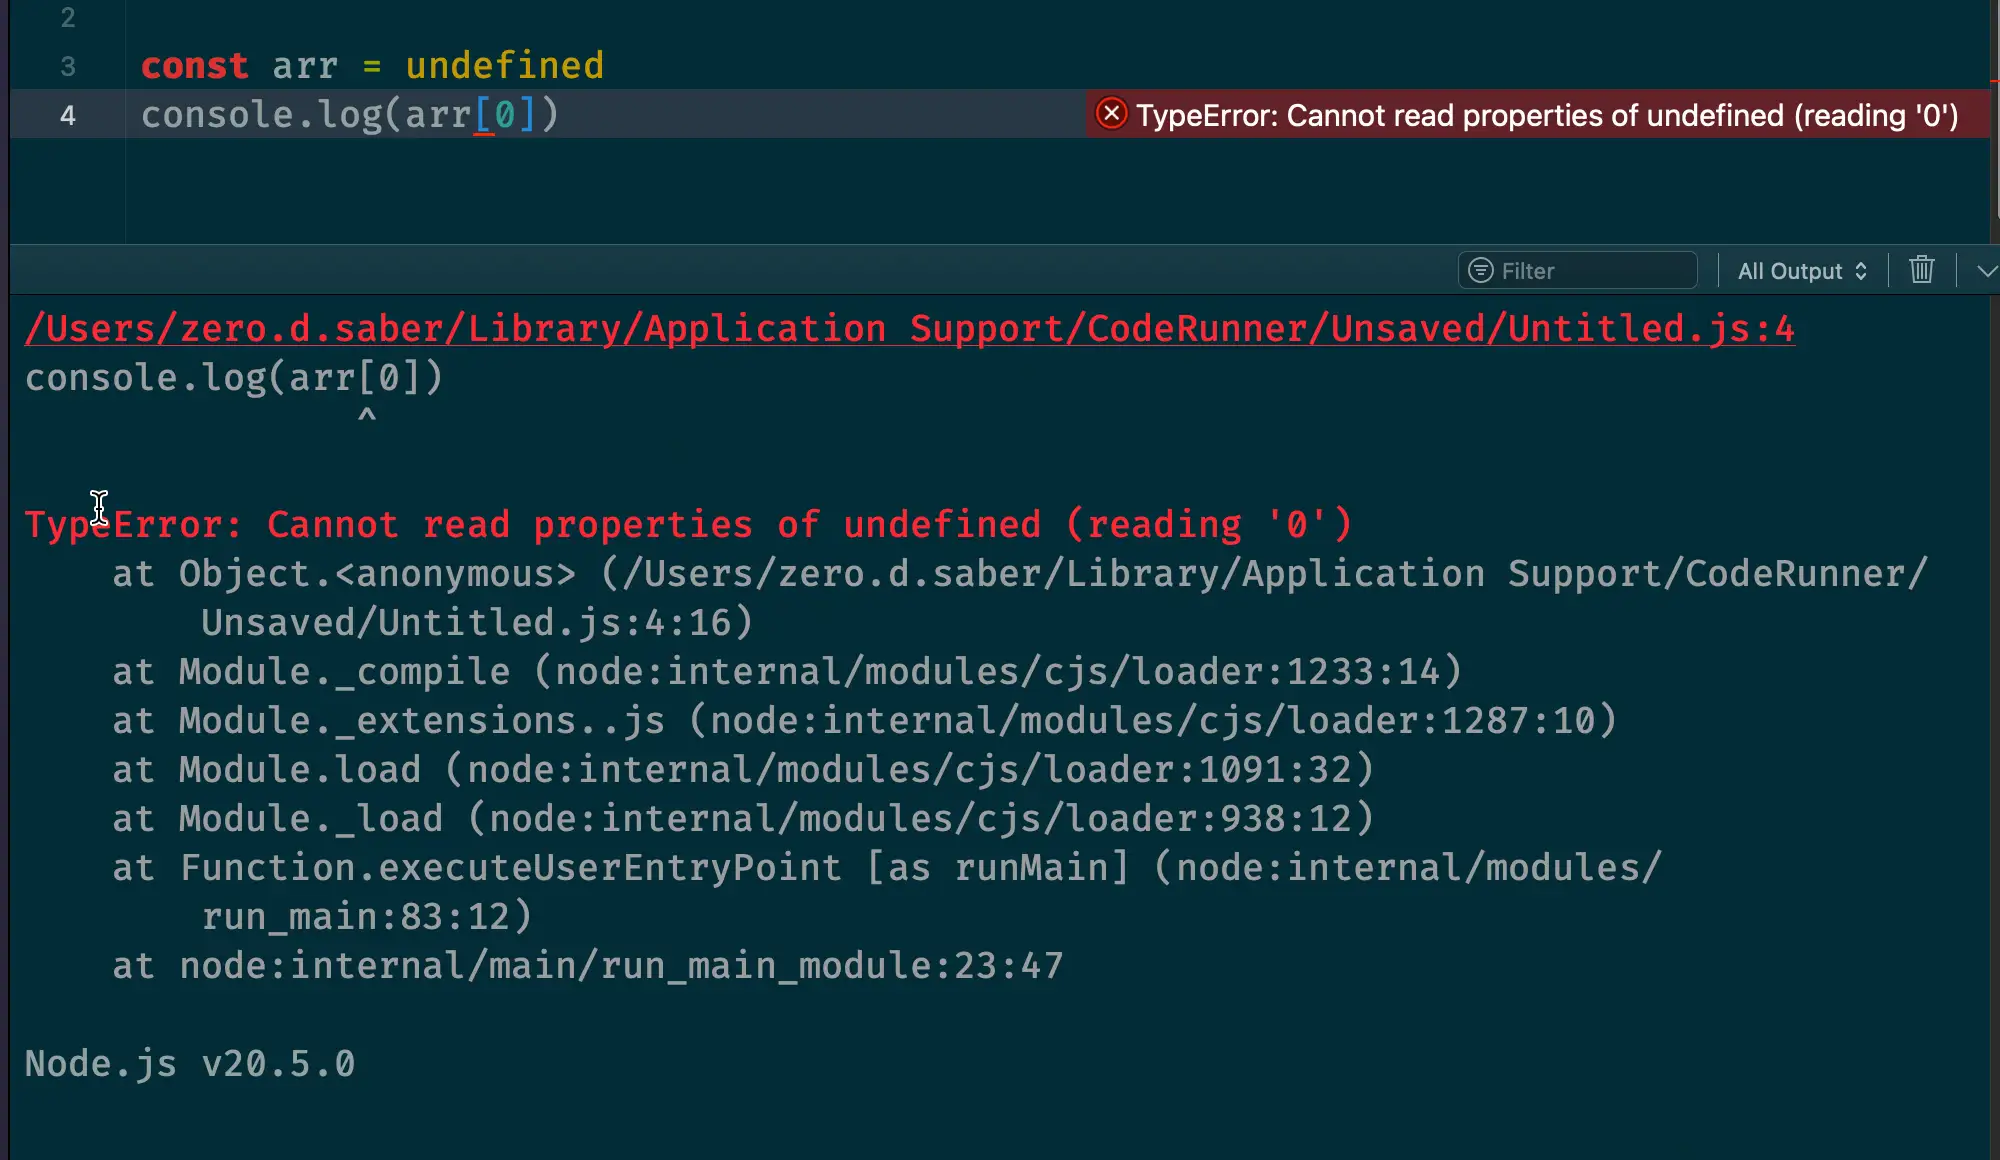 2
3 const arr = undefined
4 console.log(arr[0]) TypeError: Cannot read properties of undefined (reading '0')
Filter All Output
/Users/zero.d.saber/Library/Application Support/CodeRunner/Unsaved/Untitled.js:4
console.log(arr[0])
^
TypeError: Cannot read properties of undefined (reading '0')
at Object.<anonymous> (/Users/zero.d.saber/Library/Application Support/CodeRunner/
Unsaved/Untitled.js:4:16)
at Module._compile (node:internal/modules/cjs/loader:1233:14)
at Module._extensions..js (node:internal/modules/cjs/loader:1287:10)
at Module.load (node:internal/modules/cjs/loader:1091:32)
at Module._load (node:internal/modules/cjs/loader:938:12)
at Function.executeUserEntryPoint [as runMain] (node:internal/modules/
run_main:83:12)
at node:internal/main/run_main_module:23:47
Node.js v20.5.0